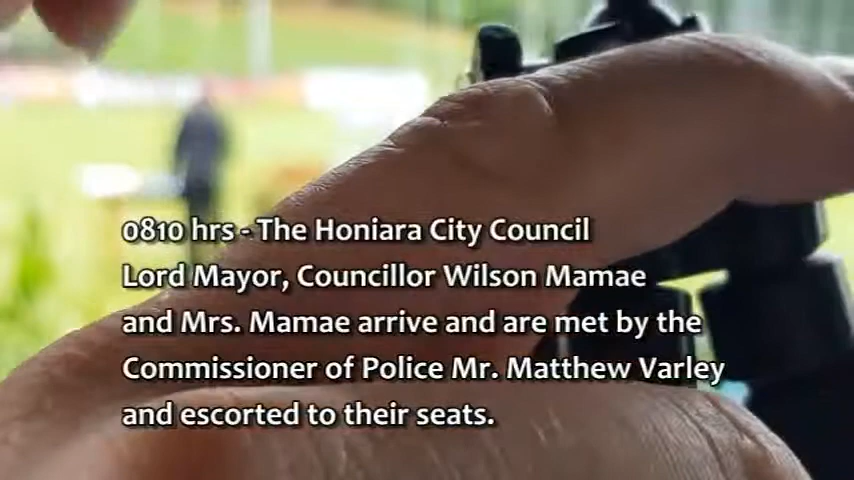 0810 hrs - The Honiara City Council
Lord Mayor, Councillor Wilson Mamae
and Mrs. Mamae arrive and are met by the
Commissioner of Police Mr. Matthew Varley
and escorted to their seats.